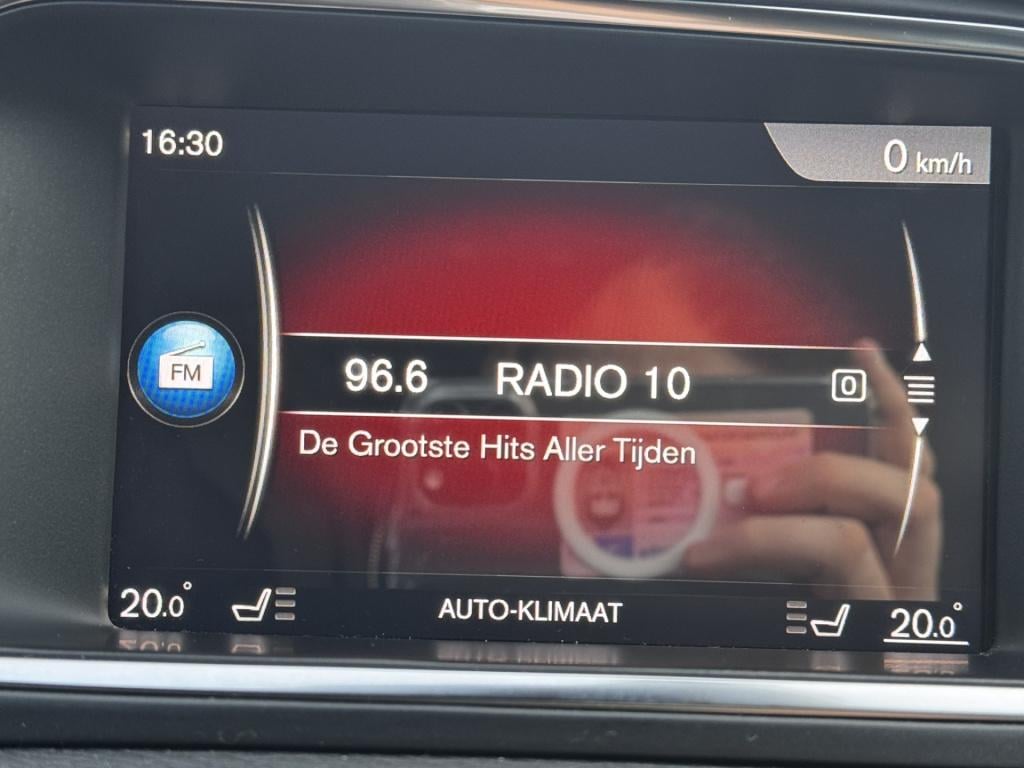 16:30
0 km/h
FM
96.6 RADIO 10 0
De Grootste Hits Aller Tijden
20.0° AUTO-KLIMAAT 20.0°